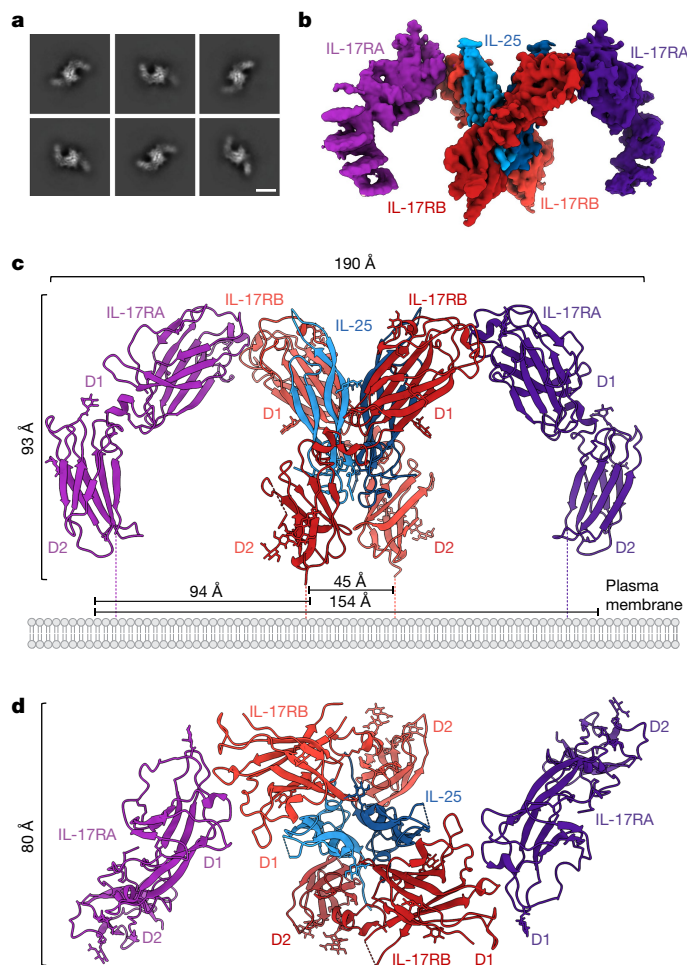 a
b
IL-17RA
IL-25
IL-17RA
IL-17RB
IL-17RB
c
190 Å
IL-17RB
IL-17RB
IL-17RA
IL-25
IL-17RA
D1
D1
D1
D1
93 Å
D2
D2
D2
D2
45 Å
94 Å
154 Å
Plasma
membrane
d
IL-17RB
D2
D2
IL-25
IL-17RA
IL-17RA
80 Å
D1
D1
D2
D2
IL-17RB
D1
D1